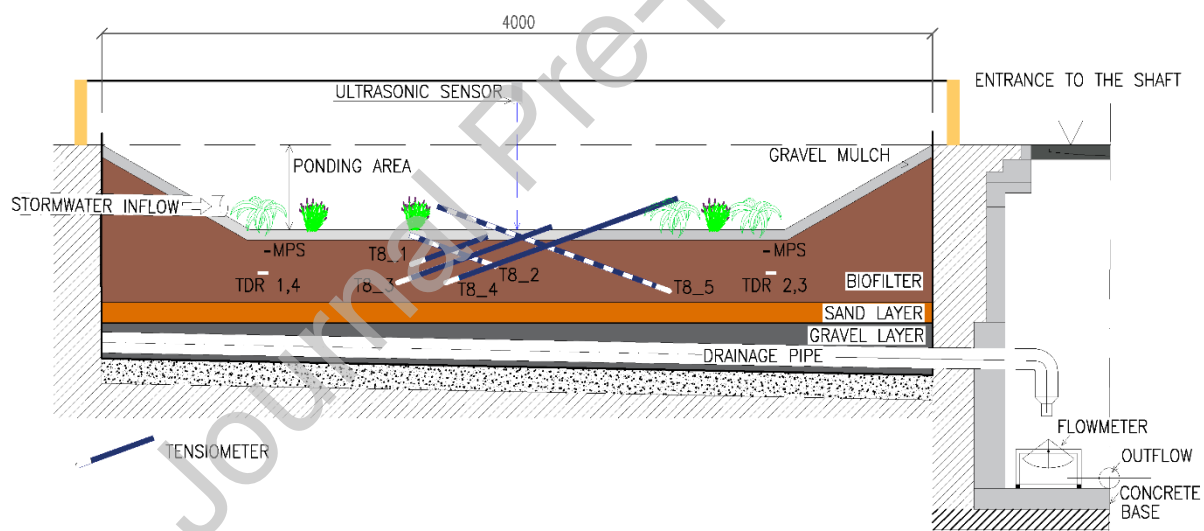 4000
ENTRANCE TO THE SHAFT
ULTRASONIC SENSOR
PONDING AREA
GRAVEL MULCH
STORMWATER INFLOW
-MPS
-MPS
T8_1
T8_2
TDR 1,4
T8_3
T8_4
T8_5
TDR 2,3
BIOFILTER
SAND LAYER
GRAVEL LAYER
DRAINAGE PIPE
TENSIOMETER
FLOWMETER
OUTFLOW
CONCRETE
BASE
Journal Pre-